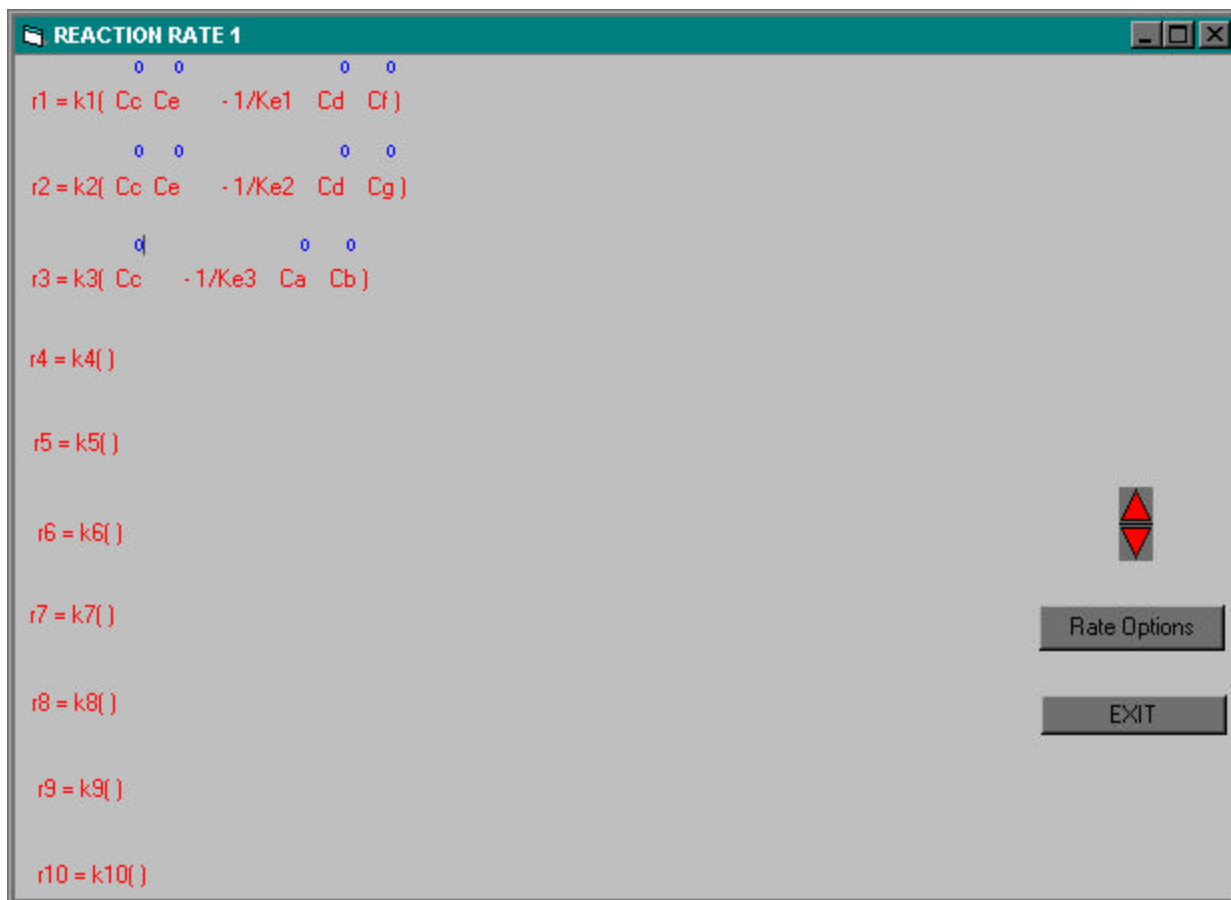 REACTION RATE 1
0 0 0 0
r1 = k1( Cc Ce - 1/Ke1 Cd Cf )
0 0 0 0
r2 = k2( Cc Ce - 1/Ke2 Cd Cg )
0 0 0
r3 = k3( Cc - 1/Ke3 Ca Cb )
r4 = k4( )
r5 = k5( )
r6 = k6( )
r7 = k7( )
Rate Options
r8 = k8( )
EXIT
r9 = k9( )
r10 = k10( )